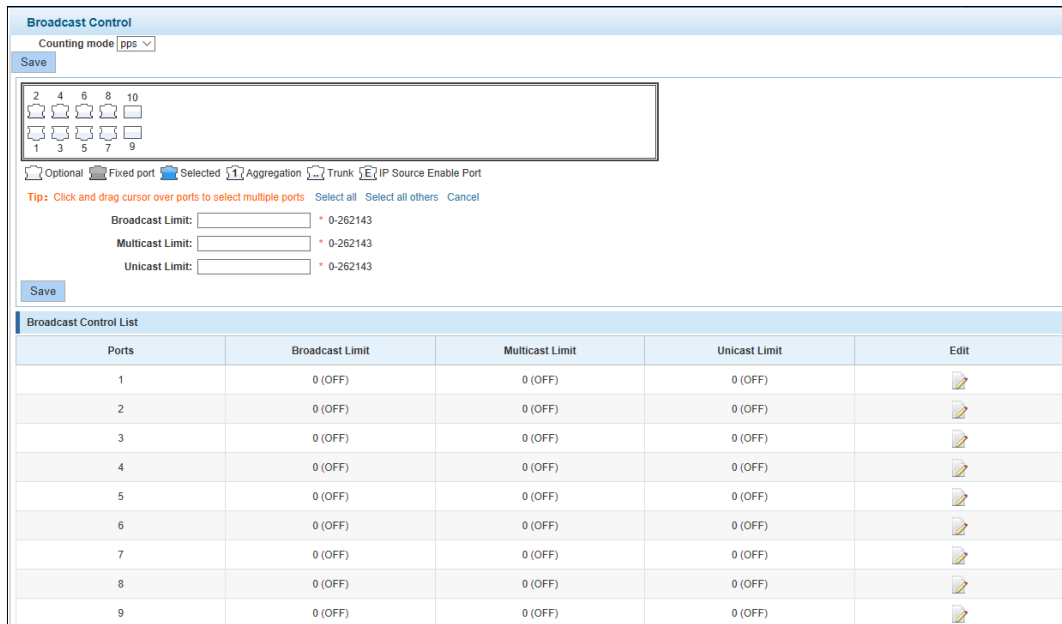 Broadcast Control
Counting mode pps
Save
2 4 6 8 10
1 3 5 7 9
Optional Fixed port Selected 1 Aggregation ... Trunk E IP Source Enable Port
Tip: Click and drag cursor over ports to select multiple ports Select all Select all others Cancel
Broadcast Limit: * 0-262143
Multicast Limit: * 0-262143
Unicast Limit: * 0-262143
Save
Broadcast Control List
Ports Broadcast Limit Multicast Limit Unicast Limit Edit
1 0 (OFF) 0 (OFF) 0 (OFF)
2 0 (OFF) 0 (OFF) 0 (OFF)
3 0 (OFF) 0 (OFF) 0 (OFF)
4 0 (OFF) 0 (OFF) 0 (OFF)
5 0 (OFF) 0 (OFF) 0 (OFF)
6 0 (OFF) 0 (OFF) 0 (OFF)
7 0 (OFF) 0 (OFF) 0 (OFF)
8 0 (OFF) 0 (OFF) 0 (OFF)
9 0 (OFF) 0 (OFF) 0 (OFF)